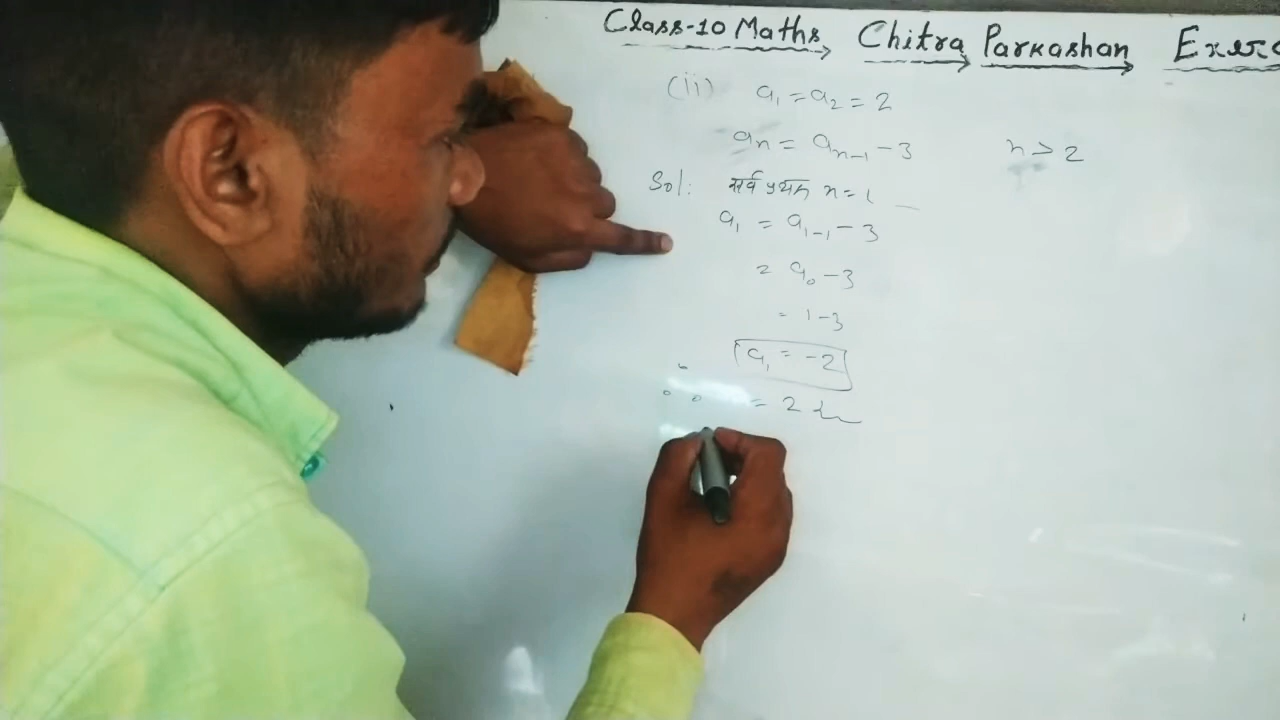 Class-10 Maths Chitra Parkashan
(ii) a₁ = a₂ = 2
aₙ = aₙ₋₁ - 3 n > 2
Sol: सर्व प्रथम n = 1
a₁ = a₁₋₁ - 3
= a₀ - 3
= 1 - 3
a₁ = -2
= 2